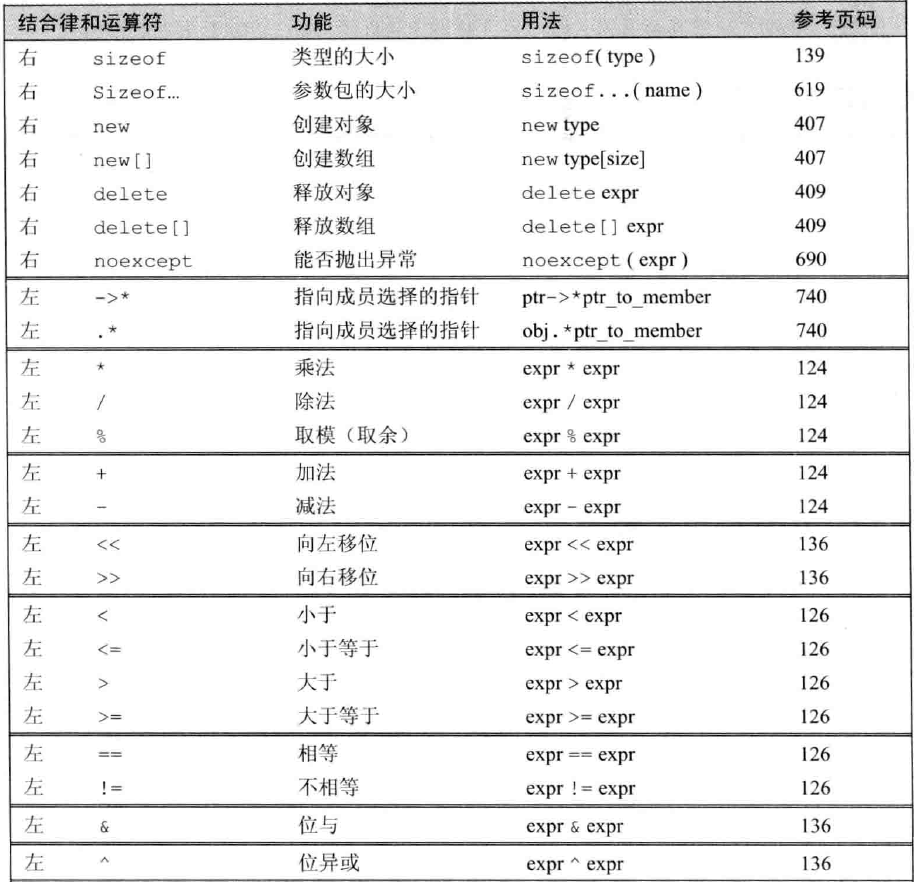 结合律和运算符 功能 用法 参考页码
右 sizeof 类型的大小 sizeof( type ) 139
右 Sizeof… 参数包的大小 sizeof...( name ) 619
右 new 创建对象 new type 407
右 new[] 创建数组 new type[size] 407
右 delete 释放对象 delete expr 409
右 delete[] 释放数组 delete[] expr 409
右 noexcept 能否抛出异常 noexcept ( expr ) 690
左 ->* 指向成员选择的指针 ptr->*ptr_to_member 740
左 .* 指向成员选择的指针 obj.*ptr_to_member 740
左 * 乘法 expr * expr 124
左 / 除法 expr / expr 124
左 % 取模（取余） expr % expr 124
左 + 加法 expr + expr 124
左 - 减法 expr - expr 124
左 << 向左移位 expr << expr 136
左 >> 向右移位 expr >> expr 136
左 < 小于 expr < expr 126
左 <= 小于等于 expr <= expr 126
左 > 大于 expr > expr 126
左 >= 大于等于 expr >= expr 126
左 == 相等 expr == expr 126
左 != 不相等 expr != expr 126
左 & 位与 expr & expr 136
左 ^ 位异或 expr ^ expr 136